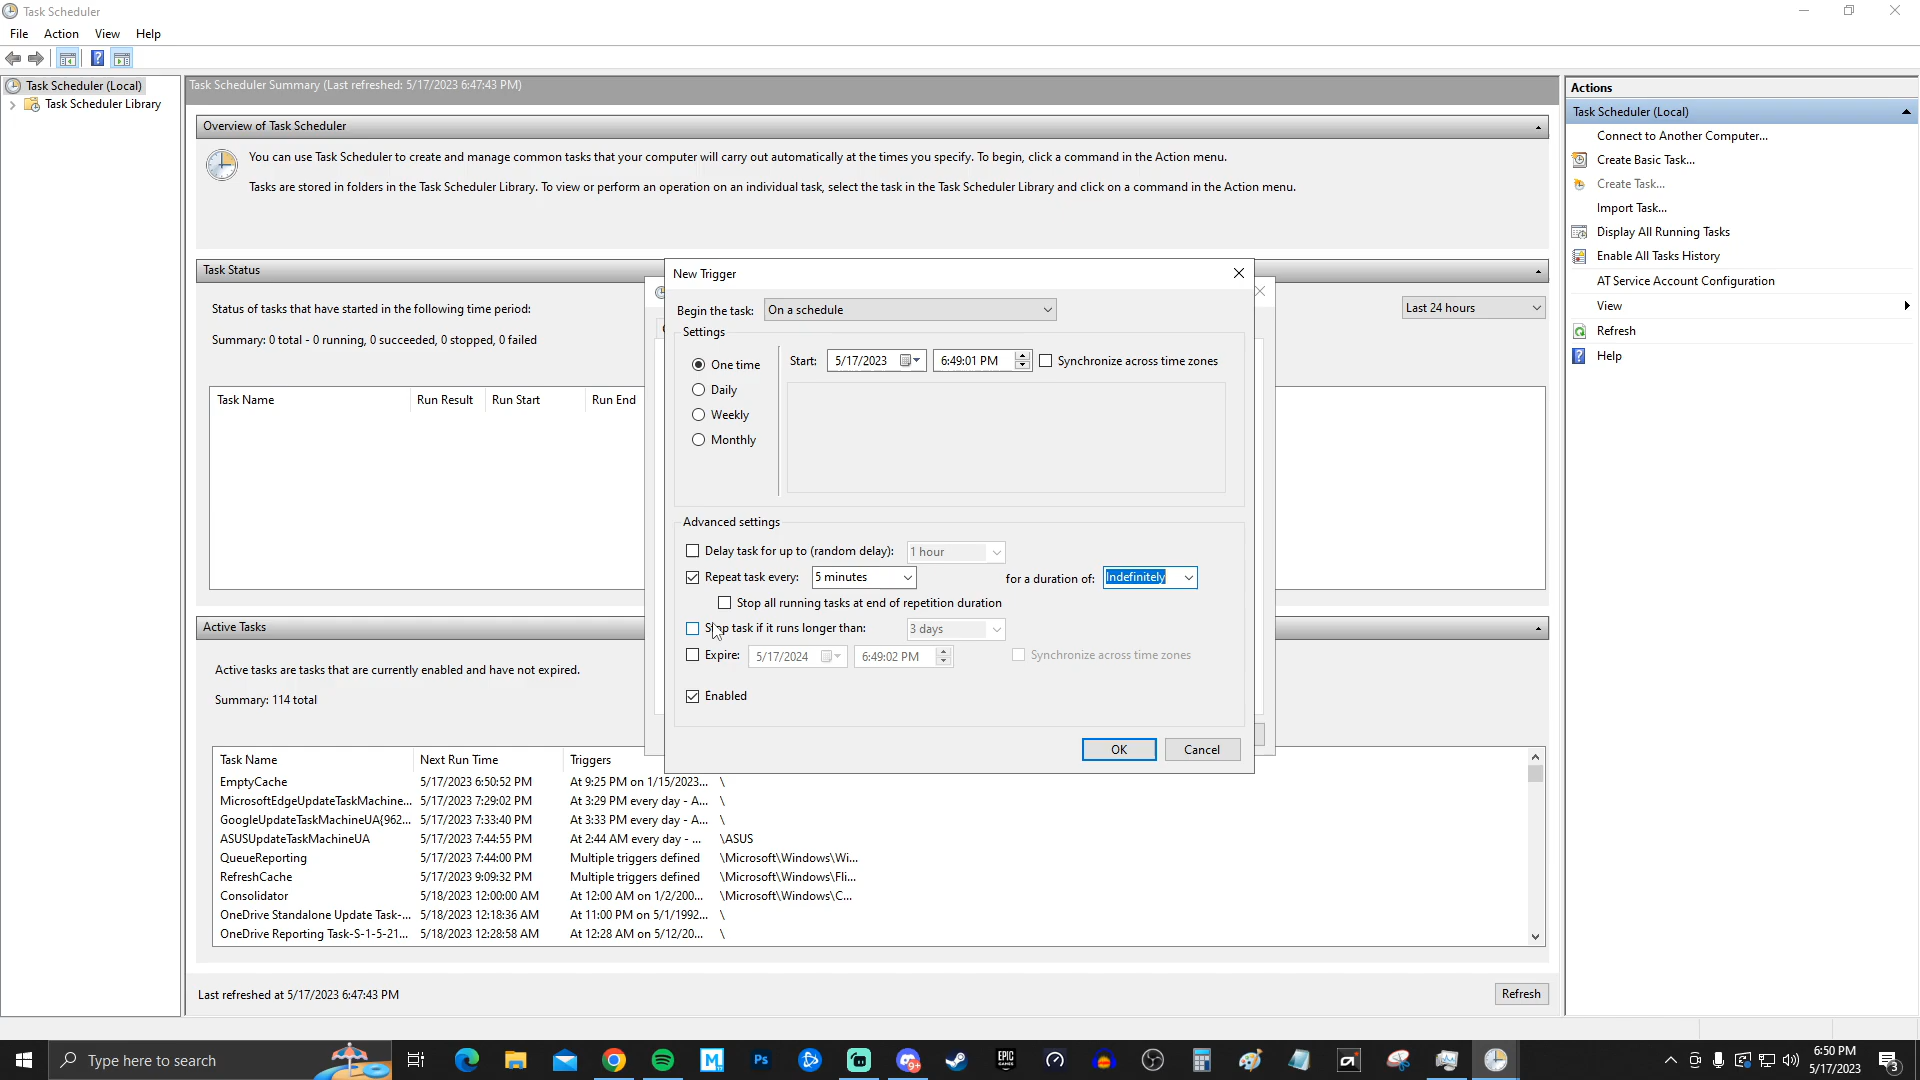 Task Scheduler
File Action View Help
Task Scheduler (Local)
Task Scheduler Library
Task Scheduler Summary (Last refreshed: 5/17/2023 6:47:43 PM)
Overview of Task Scheduler
You can use Task Scheduler to create and manage common tasks that your computer will carry out automatically at the times you specify. To begin, click a command in the Action menu.
Tasks are stored in folders in the Task Scheduler Library. To view or perform an operation on an individual task, select the task in the Task Scheduler Library and click on a command in the Action menu.
Task Status
Status of tasks that have started in the following time period:
Last 24 hours
Summary: 0 total - 0 running, 0 succeeded, 0 stopped, 0 failed
Task Name Run Result Run Start Run End
New Trigger
Begin the task: On a schedule
Settings
One time
Daily
Weekly
Monthly
Start: 5/17/2023 6:49:01 PM Synchronize across time zones
Advanced settings
Delay task for up to (random delay): 1 hour
Repeat task every: 5 minutes for a duration of: Indefinitely
Stop all running tasks at end of repetition duration
Stop task if it runs longer than: 3 days
Expire: 5/17/2024 6:49:02 PM Synchronize across time zones
Enabled
OK Cancel
Active Tasks
Active tasks are tasks that are currently enabled and have not expired.
Summary: 114 total
Task Name Next Run Time Triggers
EmptyCache 5/17/2023 6:50:52 PM At 9:25 PM on 1/15/2023... \
MicrosoftEdgeUpdateTaskMachine... 5/17/2023 7:29:02 PM At 3:29 PM every day - A... \
GoogleUpdateTaskMachineUA{962... 5/17/2023 7:33:40 PM At 3:33 PM every day - A... \
ASUSUpdateTaskMachineUA 5/17/2023 7:44:55 PM At 2:44 AM every day - ... \ASUS
QueueReporting 5/17/2023 7:44:00 PM Multiple triggers defined \Microsoft\Windows\Wi...
RefreshCache 5/17/2023 9:09:32 PM Multiple triggers defined \Microsoft\Windows\Fli...
Consolidator 5/18/2023 12:00:00 AM At 12:00 AM on 1/2/200... \Microsoft\Windows\C...
OneDrive Standalone Update Task-... 5/18/2023 12:18:36 AM At 11:00 PM on 5/1/1992... \
OneDrive Reporting Task-S-1-5-21... 5/18/2023 12:28:58 AM At 12:28 AM on 5/12/20... \
Last refreshed at 5/17/2023 6:47:43 PM
Refresh
Actions
Task Scheduler (Local)
Connect to Another Computer...
Create Basic Task...
Create Task...
Import Task...
Display All Running Tasks
Enable All Tasks History
AT Service Account Configuration
View
Refresh
Help
Type here to search
Ps
EPIC GAMES
9+
6:50 PM
5/17/2023
3